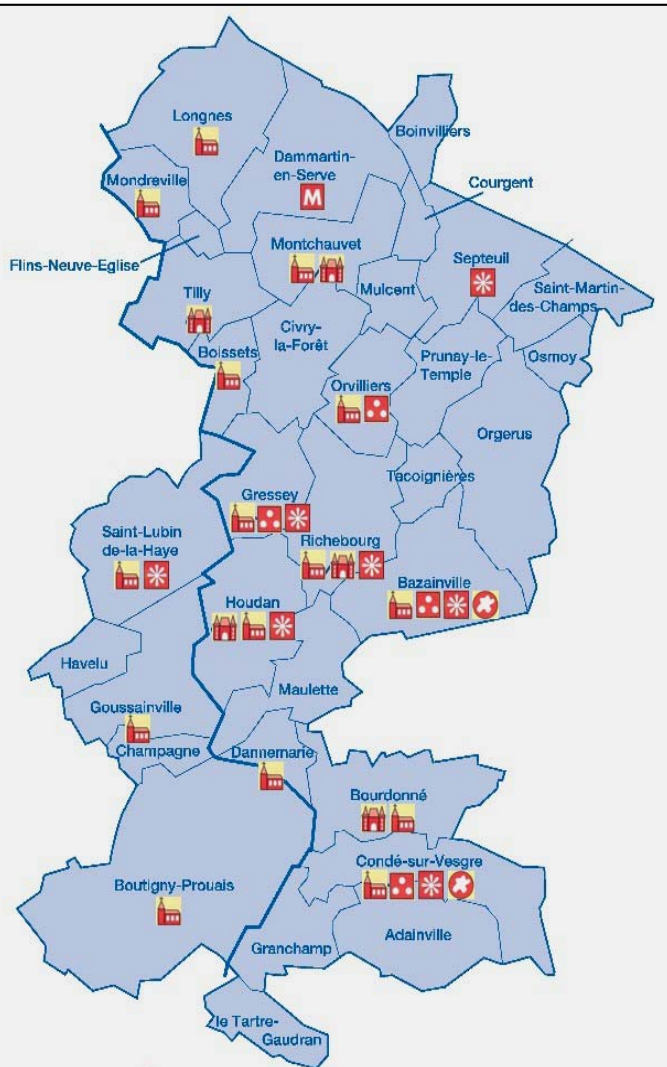 Longnes
Boinvilliers
Dammartin-
en-Serve
M
Mondreville
Courgent
Flins-Neuve-Eglise
Montchauvet
Septeuil
Mulcent
Saint-Martin-
des-Champs
Tilly
Civry-
la-Forêt
Boissets
Prunay-le-
Temple
Osmoy
Orvilliers
Orgerus
Tacoignières
Gressey
Saint-Lubin
de-la-Haye
Richebourg
Bazainville
Houdan
Havelu
Maulette
Goussainville
Champagne
Dannemarie
Bourdonné
Condé-sur-Vesgre
Boutigny-Prouais
Adainville
Granchamp
le Tartre-
Gaudran